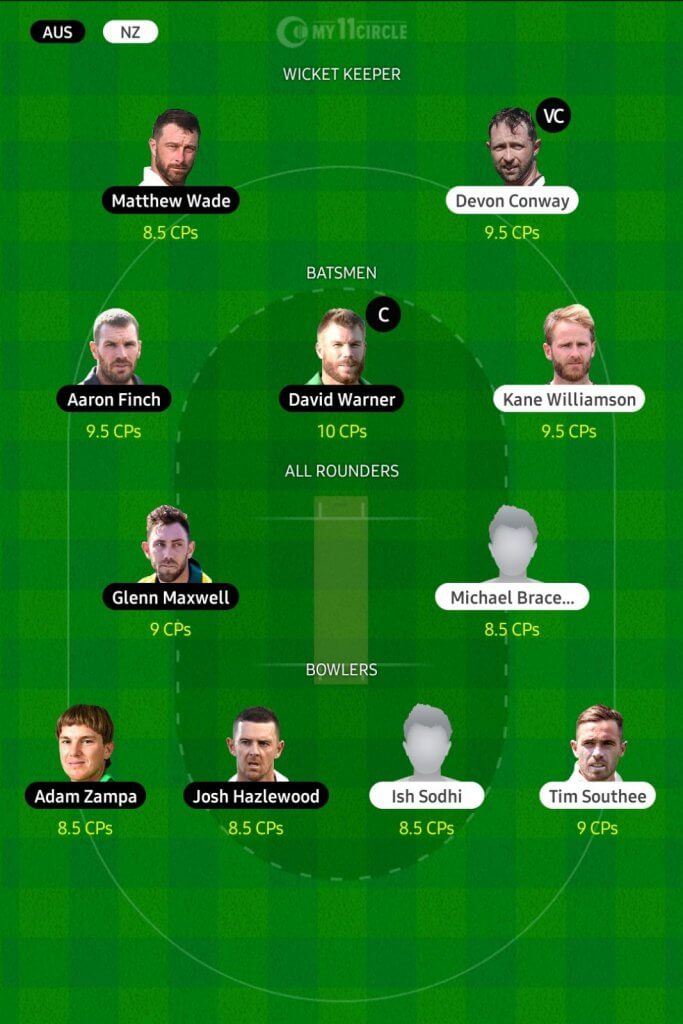 AUS NZ MY11CIRCLE
WICKET KEEPER
VC
Matthew Wade Devon Conway
8.5 CPs 9.5 CPs
BATSMEN
C
Aaron Finch David Warner Kane Williamson
9.5 CPs 10 CPs 9.5 CPs
ALL ROUNDERS
Glenn Maxwell Michael Brace...
9 CPs 8.5 CPs
BOWLERS
Adam Zampa Josh Hazlewood Ish Sodhi Tim Southee
8.5 CPs 8.5 CPs 8.5 CPs 9 CPs